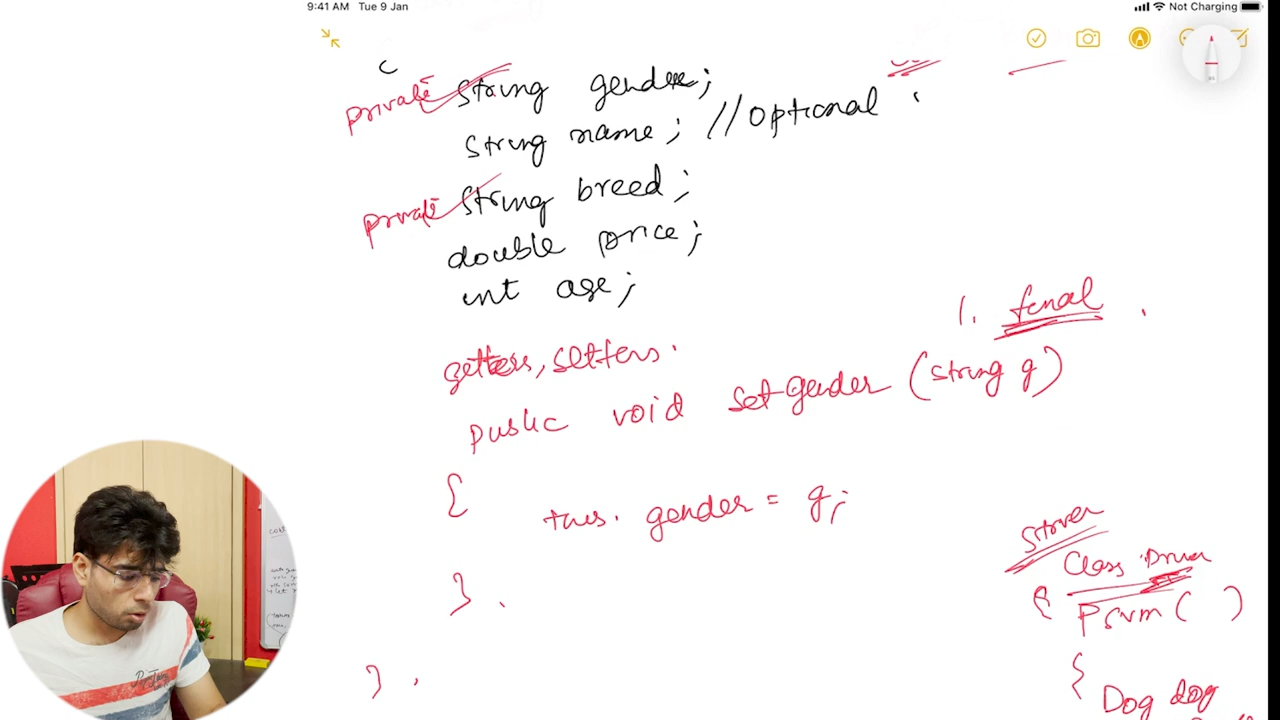 9:41 AM Tue 9 Jan
Not Charging
private String gender;
String name; //optional
private String breed;
double price;
int age;
1. final
getters, setters.
public void setgender (string g)
{
this. gender = g;
}.
Class Driver
{ Psvm ( )
{
Dog dog
}.